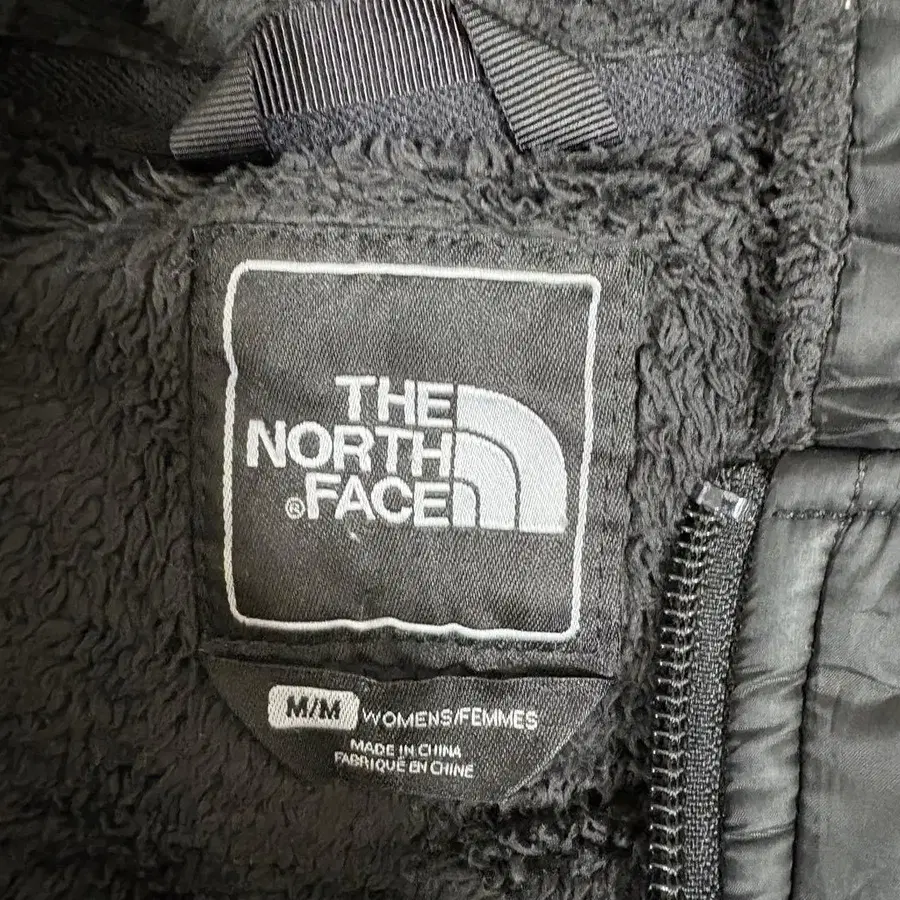 THE
NORTH
®FACE
M/M WOMENS/FEMMES
MADE IN CHINA
FABRIQUÉ EN CHINE